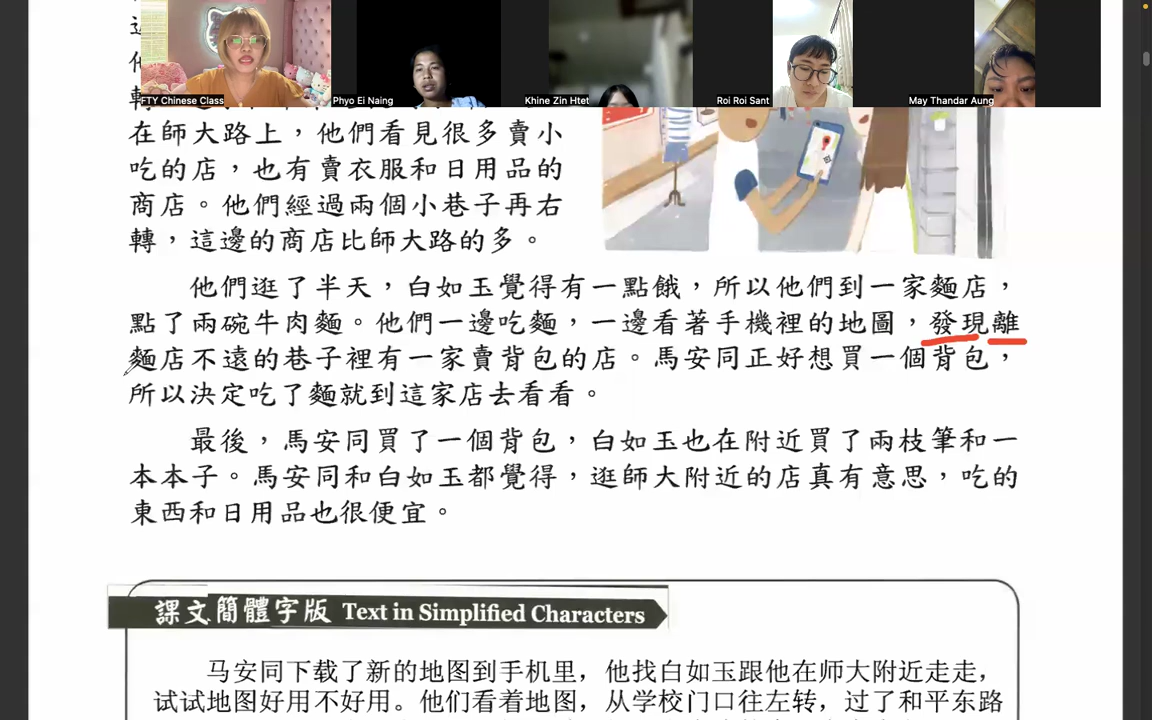 FTY Chinese Class
Phyo Ei Naing
Khine Zin Htet
Roi Roi Sant
May Thandar Aung
在師大路上，他們看見很多賣小
吃的店，也有賣衣服和日用品的
商店。他們經過兩個小巷子再右
轉，這邊的商店比師大路的多。
他們逛了半天，白如玉覺得有一點餓，所以他們到一家麵店，
點了兩碗牛肉麵。他們一邊吃麵，一邊看著手機裡的地圖，發現離
麵店不遠的巷子裡有一家賣背包的店。馬安同正好想買一個背包，
所以決定吃了麵就到這家店去看看。
最後，馬安同買了一個背包，白如玉也在附近買了兩枝筆和一
本本子。馬安同和白如玉都覺得，逛師大附近的店真有意思，吃的
東西和日用品也很便宜。
課文簡體字版 Text in Simplified Characters
马安同下载了新的地图到手机里，他找白如玉跟他在师大附近走走，
试试地图好用不好用。他们看着地图，从学校门口往左转，过了和平东路